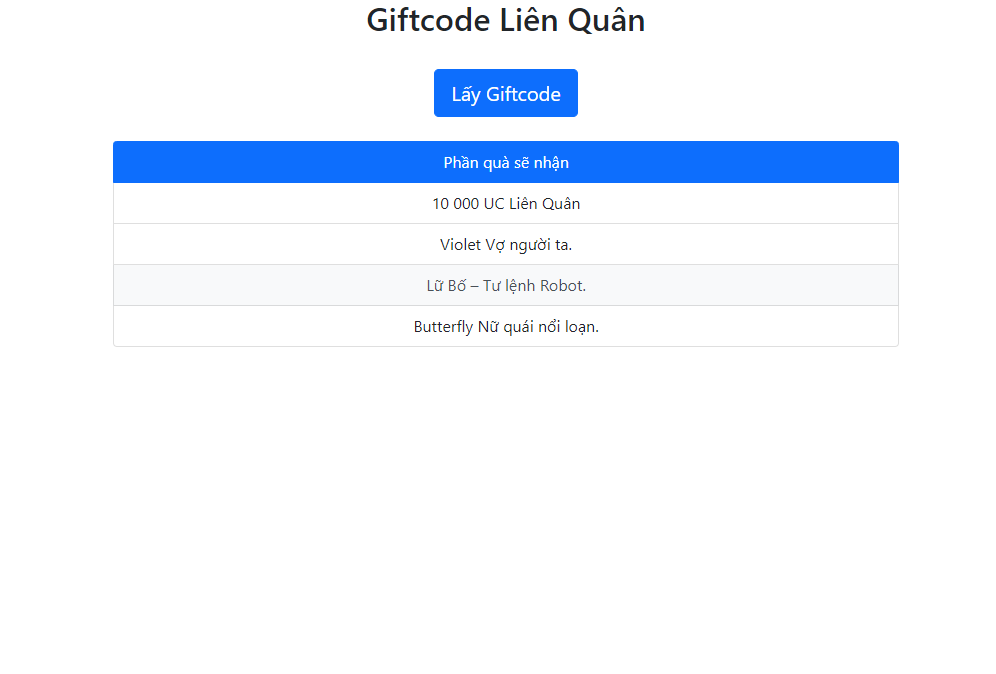 Giftcode Liên Quân
Lấy Giftcode
Phần quà sẽ nhận
10 000 UC Liên Quân
Violet Vợ người ta.
Lữ Bố – Tư lệnh Robot.
Butterfly Nữ quái nổi loạn.